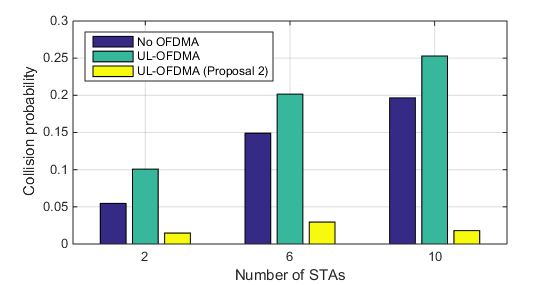 0.3
No OFDMA
UL-OFDMA
UL-OFDMA (Proposal 2)
0.25
0.2
0.15
0.1
0.05
0
Collision probability
2 6 10
Number of STAs